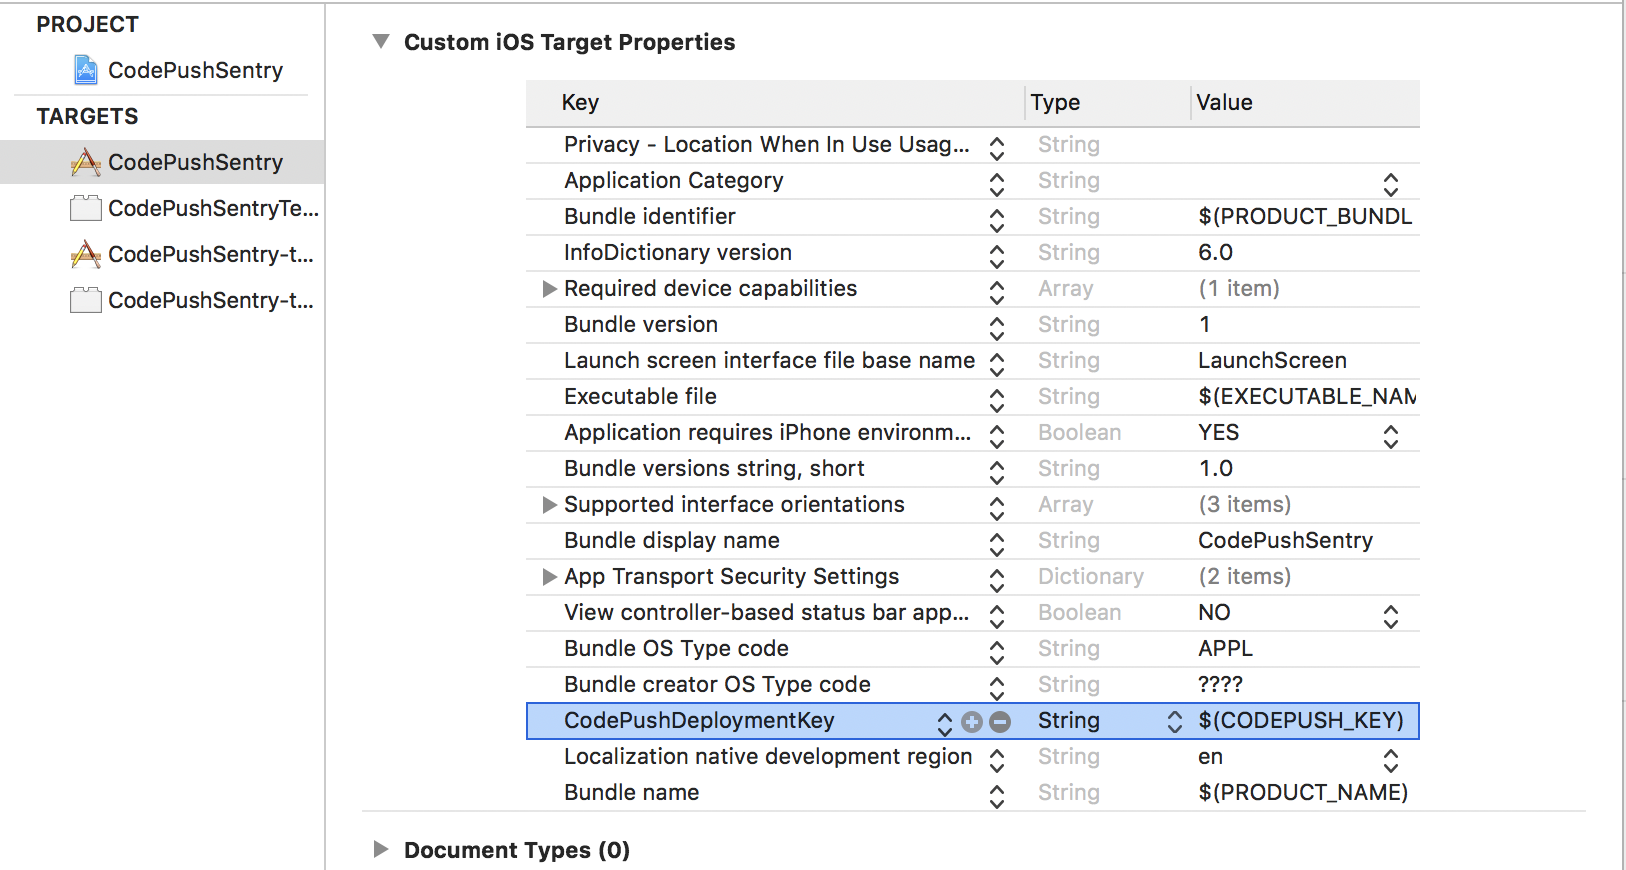 PROJECT
CodePushSentry
TARGETS
CodePushSentry
CodePushSentryTe...
CodePushSentry-t...
CodePushSentry-t...
Custom iOS Target Properties
Key Type Value
Privacy - Location When In Use Usag... String
Application Category String
Bundle identifier String $(PRODUCT_BUNDL
InfoDictionary version String 6.0
Required device capabilities Array (1 item)
Bundle version String 1
Launch screen interface file base name String LaunchScreen
Executable file String $(EXECUTABLE_NAM
Application requires iPhone environm... Boolean YES
Bundle versions string, short String 1.0
Supported interface orientations Array (3 items)
Bundle display name String CodePushSentry
App Transport Security Settings Dictionary (2 items)
View controller-based status bar app... Boolean NO
Bundle OS Type code String APPL
Bundle creator OS Type code String ????
CodePushDeploymentKey String $(CODEPUSH_KEY)
Localization native development region String en
Bundle name String $(PRODUCT_NAME)
Document Types (0)